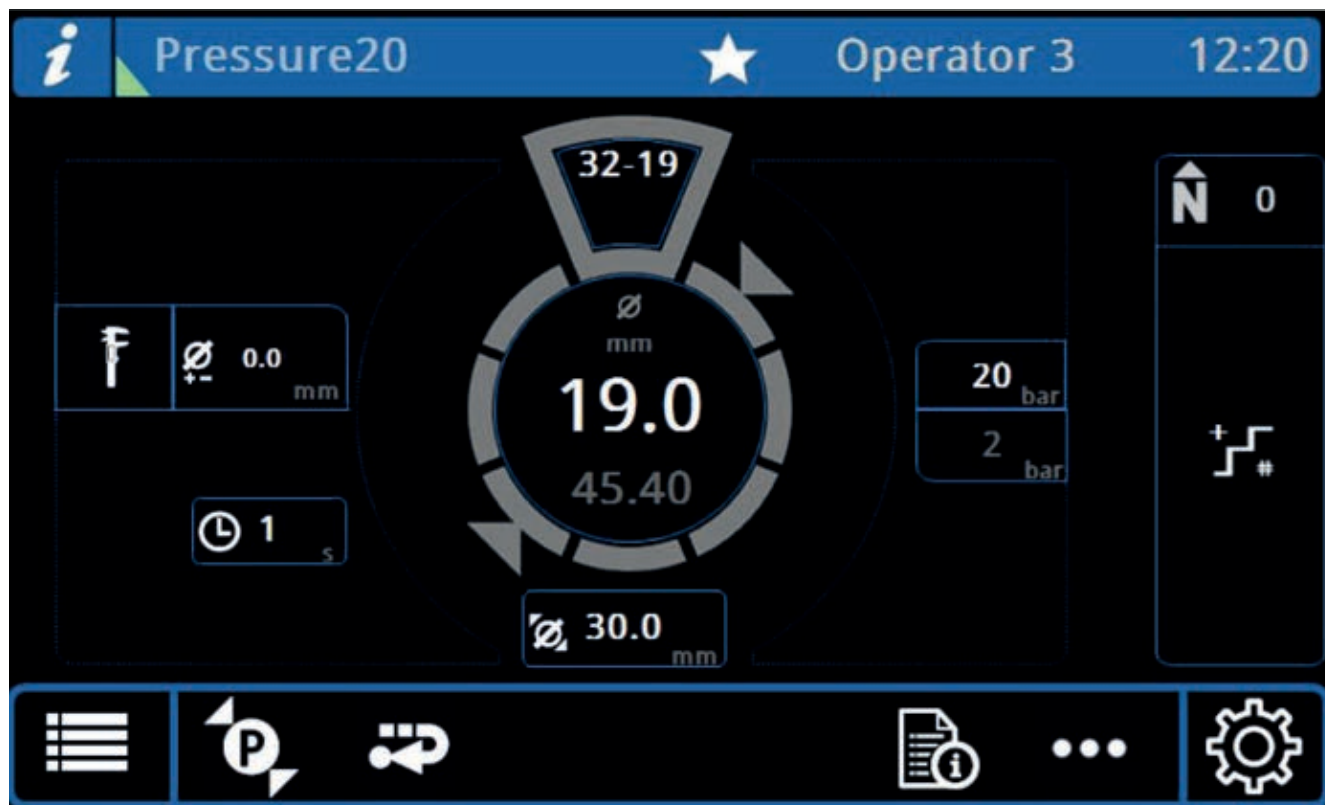 i Pressure20 Operator 3 12:20
32-19
N 0
Ø
mm
Ø 0.0 mm
19.0
20 bar
45.40
2 bar
1 s
Ø 30.0 mm
P
i